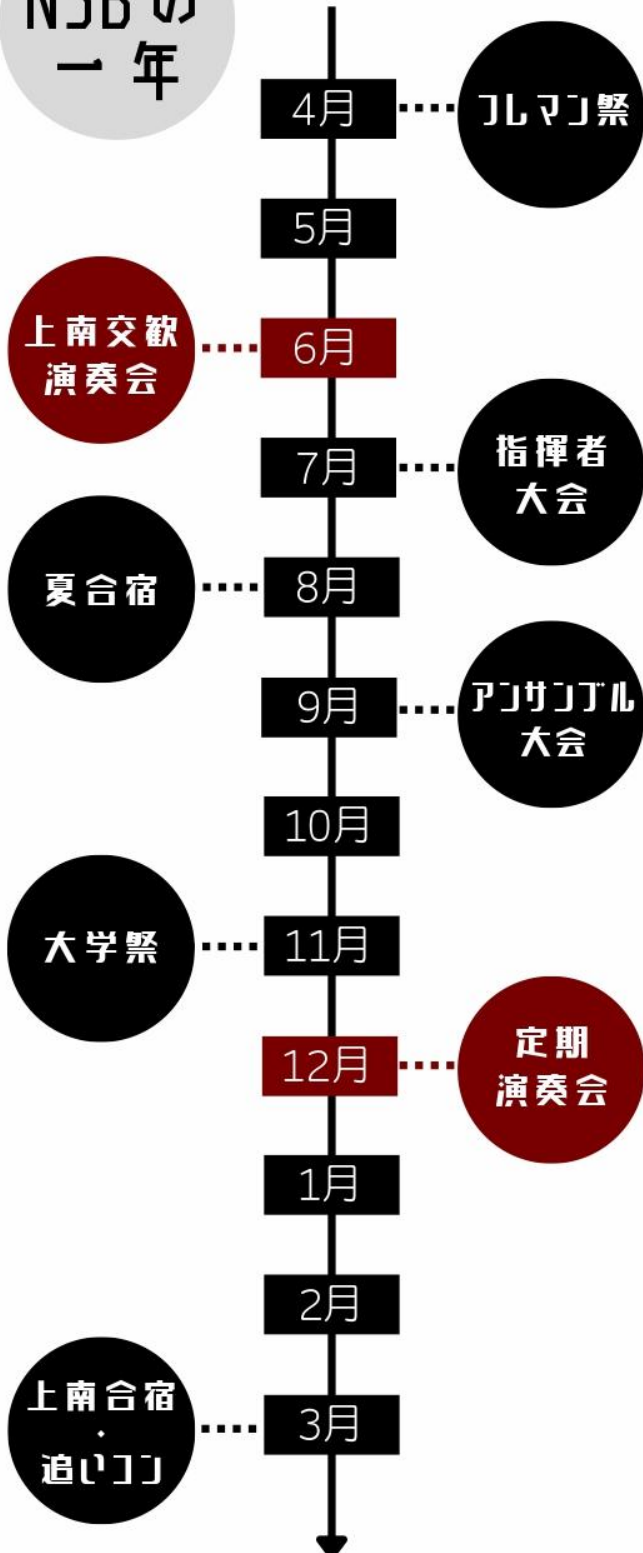 NSBの
一年
4月
フレマン祭
5月
上南交歓
演奏会
6月
7月
指揮者
大会
夏合宿
8月
9月
アンサンブル
大会
10月
大学祭
11月
12月
定期
演奏会
1月
2月
上南合宿
・
追いコン
3月